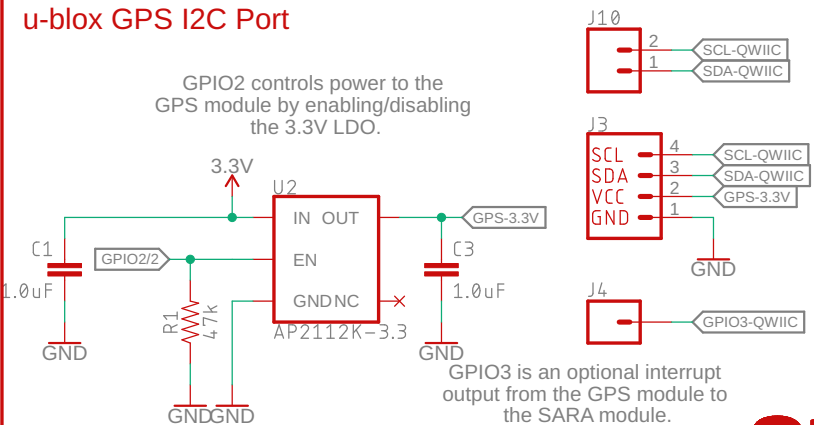 u-blox GPS I2C Port
GPIO2 controls power to the
GPS module by enabling/disabling
the 3.3V LDO.
3.3V
U2
IN OUT
GPS-3.3V
C1
1.0uF
GPIO2/2
EN
C3
1.0uF
R1
47k
GND NC
AP2112K-3.3
GND
GND
GND
GND
J10
2
SCL-QWIIC
1
SDA-QWIIC
J3
SCL
4
SCL-QWIIC
SDA
3
SDA-QWIIC
VCC
2
GPS-3.3V
GND
1
GND
J4
GPIO3-QWIIC
GPIO3 is an optional interrupt
output from the GPS module to
the SARA module.